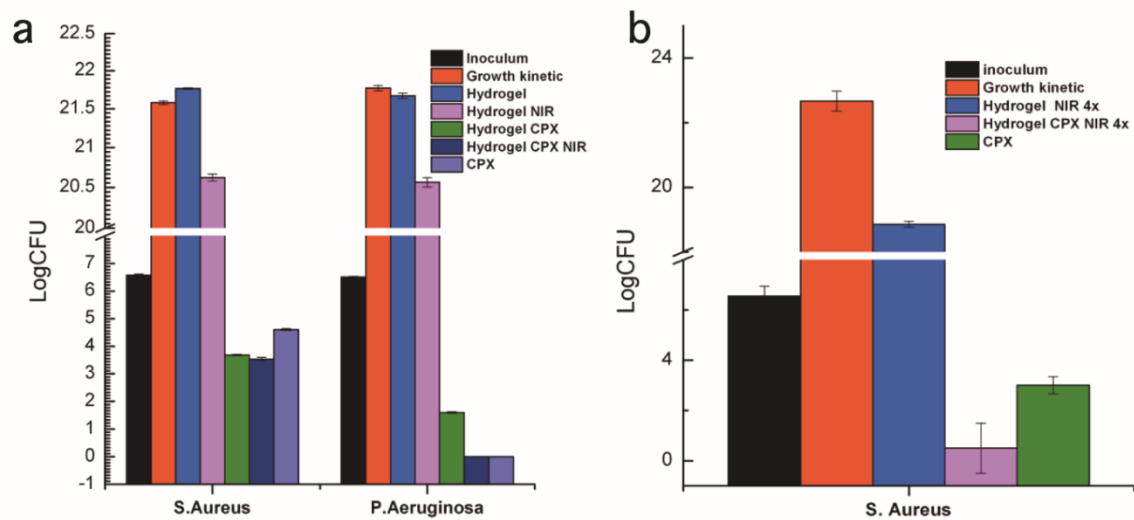 a
22.5
22
21.5
21
20.5
20
6
5
4
3
2
1
0
-1
LogCFU
Inoculum
Growth kinetic
Hydrogel
Hydrogel NIR
Hydrogel CPX
Hydrogel CPX NIR
CPX
S.Aureus
P.Aeruginosa
b
24
20
4
0
LogCFU
inoculum
Growth kinetic
Hydrogel NIR 4x
Hydrogel CPX NIR 4x
CPX
S. Aureus